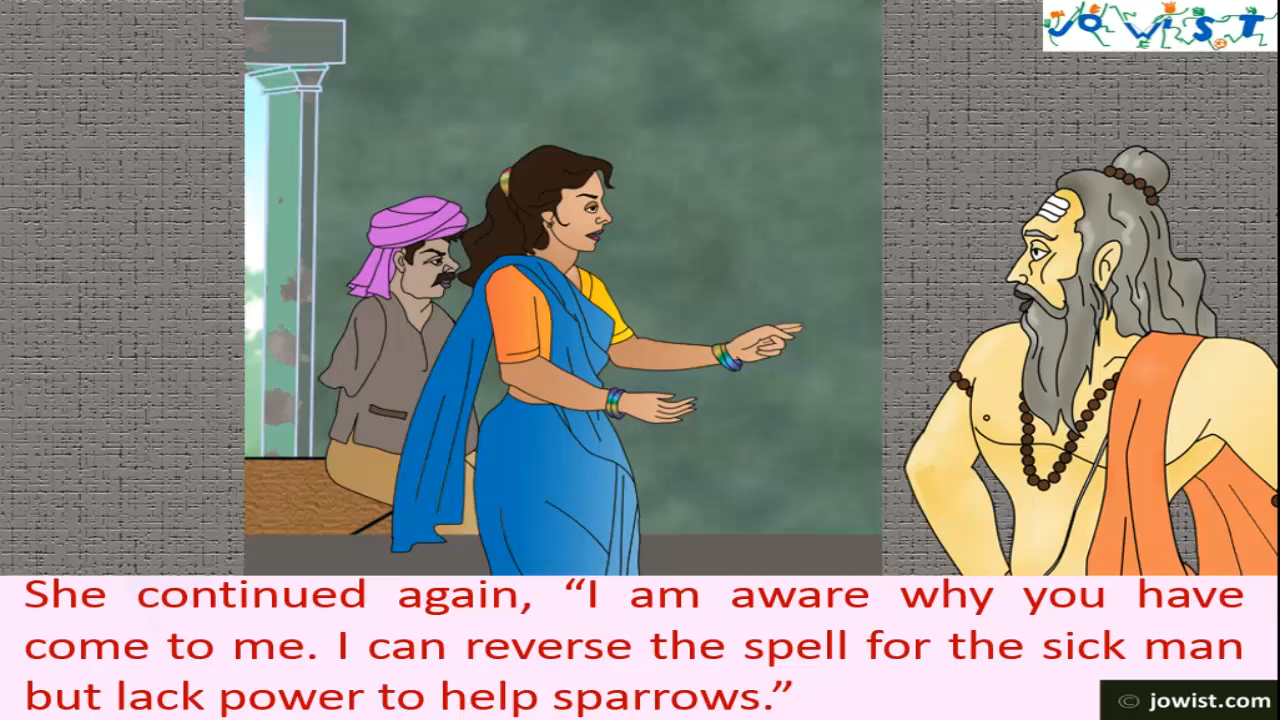 JOWIST
She continued again, “I am aware why you have
come to me. I can reverse the spell for the sick man
but lack power to help sparrows.”
© jowist.com